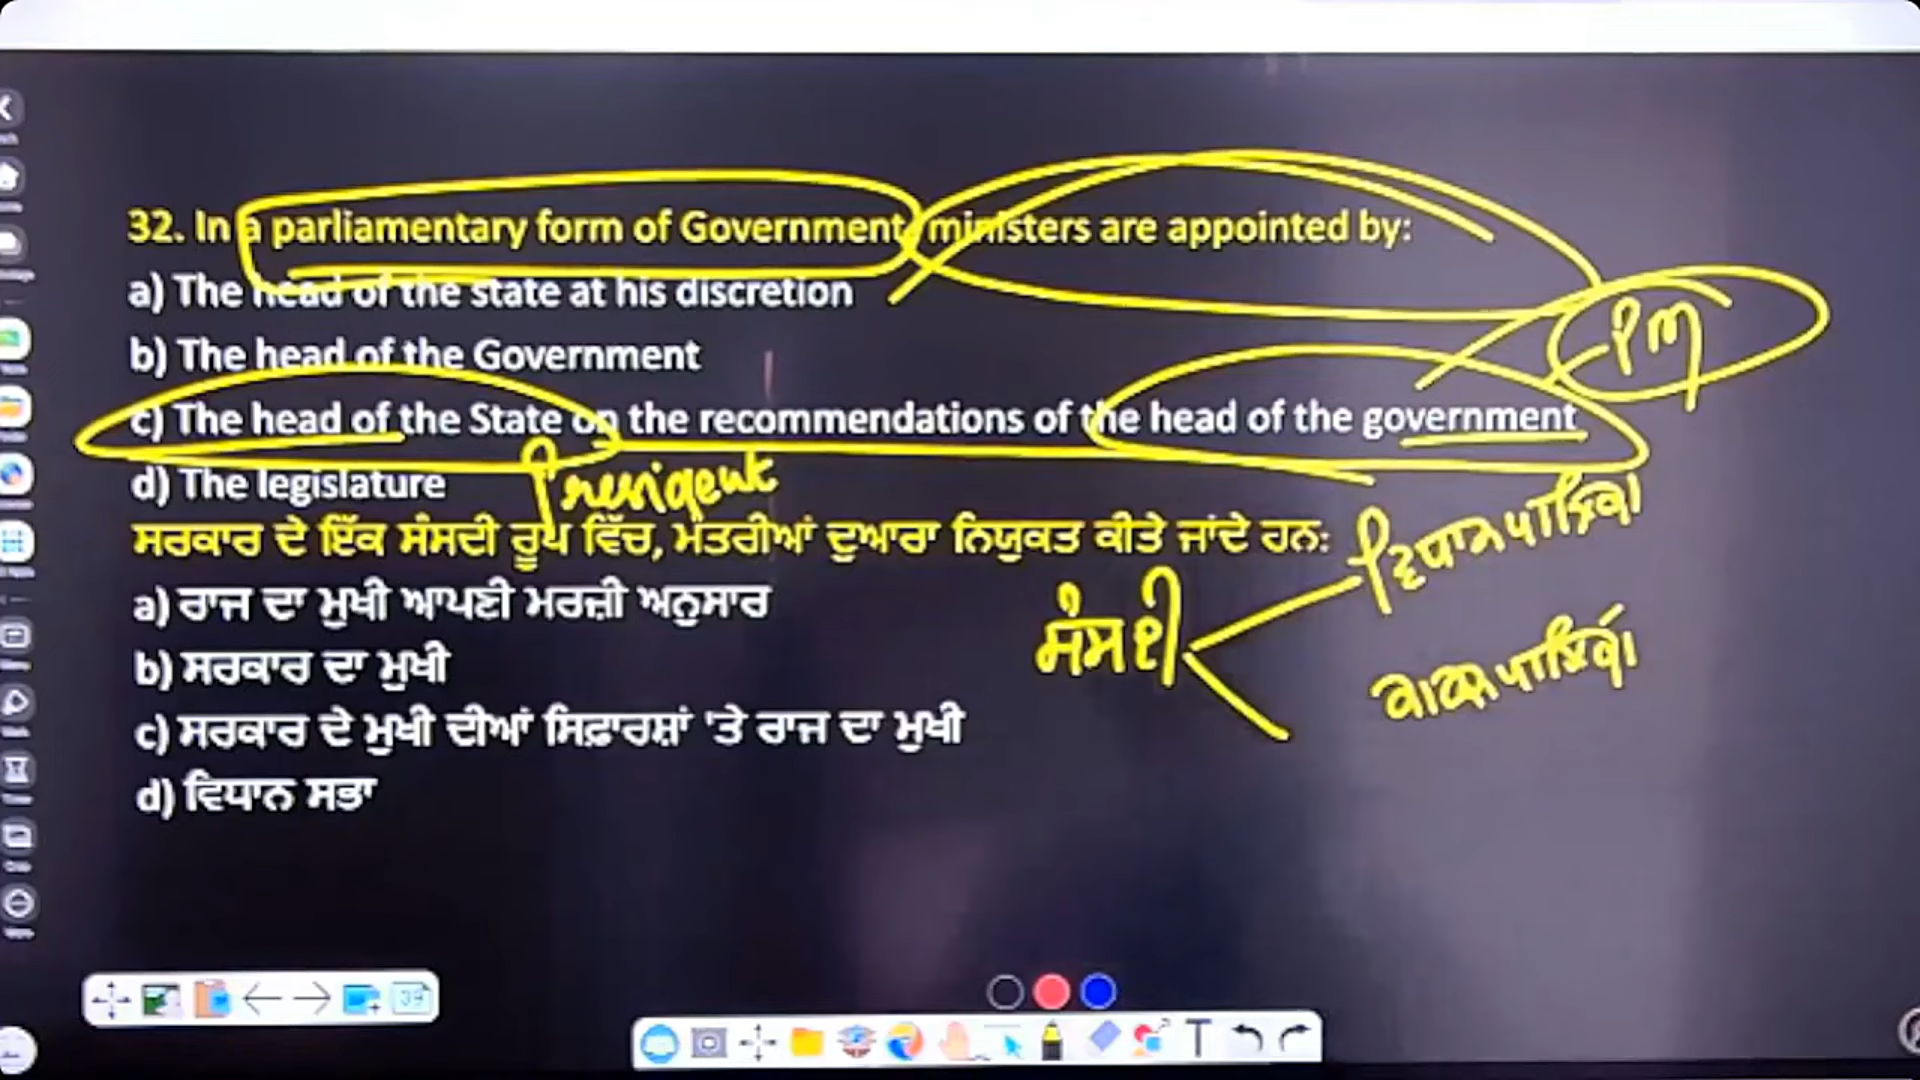 32. In a parliamentary form of Government, ministers are appointed by:
a) The head of the state at his discretion
b) The head of the Government
PM
c) The head of the State on the recommendations of the head of the government
d) The legislature
President
ਸਰਕਾਰ ਦੇ ਇੱਕ ਸੰਸਦੀ ਰੂਪ ਵਿੱਚ, ਮੰਤਰੀਆਂ ਦੁਆਰਾ ਨਿਯੁਕਤ ਕੀਤੇ ਜਾਂਦੇ ਹਨ:
ਵਿਧਾਨਪਾਲਿਕਾ
a) ਰਾਜ ਦਾ ਮੁਖੀ ਆਪਣੀ ਮਰਜ਼ੀ ਅਨੁਸਾਰ
ਸੰਸਦੀ
b) ਸਰਕਾਰ ਦਾ ਮੁਖੀ
ਕਾਰਜਪਾਲਿਕਾ
c) ਸਰਕਾਰ ਦੇ ਮੁਖੀ ਦੀਆਂ ਸਿਫ਼ਾਰਸ਼ਾਂ 'ਤੇ ਰਾਜ ਦਾ ਮੁਖੀ
d) ਵਿਧਾਨ ਸਭਾ
39